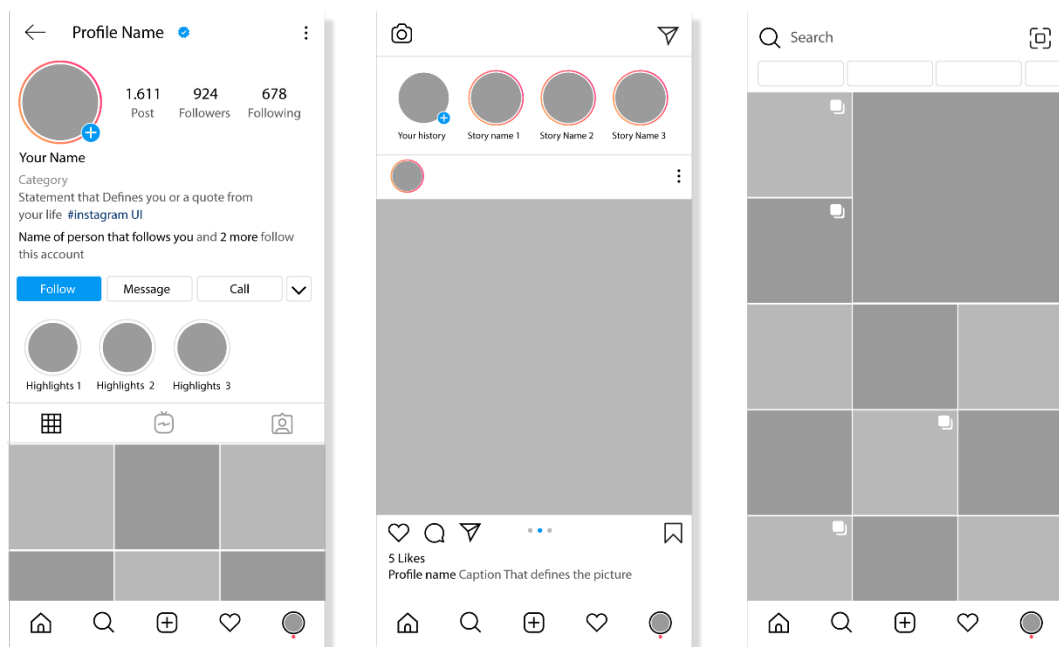 Profile Name
1.611 924 678
Post Followers Following
Your Name
Category
Statement that Defines you or a quote from
your life #instagram UI
Name of person that follows you and 2 more follow
this account
Follow Message Call
Highlights 1 Highlights 2 Highlights 3
Your history Story name 1 Story Name 2 Story Name 3
5 Likes
Profile name Caption That defines the picture
Search